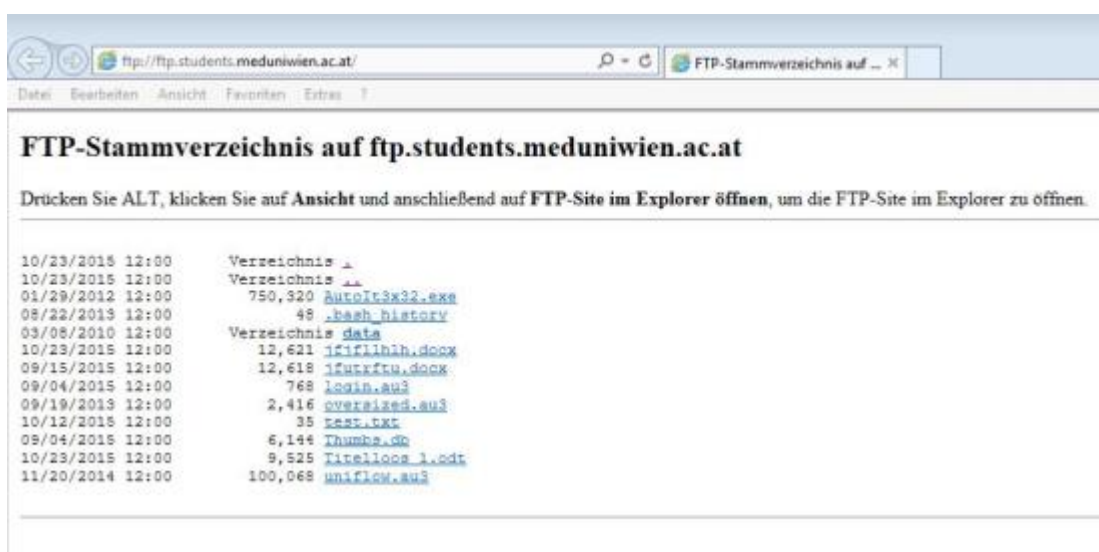 ftp://ftp.students.meduniwien.ac.at/
FTP-Stammverzeichnis auf ...
Datei Bearbeiten Ansicht Favoriten Extras ?
FTP-Stammverzeichnis auf ftp.students.meduniwien.ac.at
Drücken Sie ALT, klicken Sie auf Ansicht und anschließend auf FTP-Site im Explorer öffnen, um die FTP-Site im Explorer zu öffnen.
10/23/2015 12:00 Verzeichnis .
10/23/2015 12:00 Verzeichnis ..
01/29/2012 12:00 750,320 AutoIt3x32.exe
08/22/2013 12:00 48 .bash_history
03/08/2010 12:00 Verzeichnis data
10/23/2015 12:00 12,621
09/15/2015 12:00 12,618
09/04/2015 12:00 768 login.au3
09/19/2013 12:00 2,416 oversized.au3
10/12/2015 12:00 35 test.txt
09/04/2015 12:00 6,144 Thumbs.db
10/23/2015 12:00 9,525 Titelloos 1.odt
11/20/2014 12:00 100,068 uniflow.au3